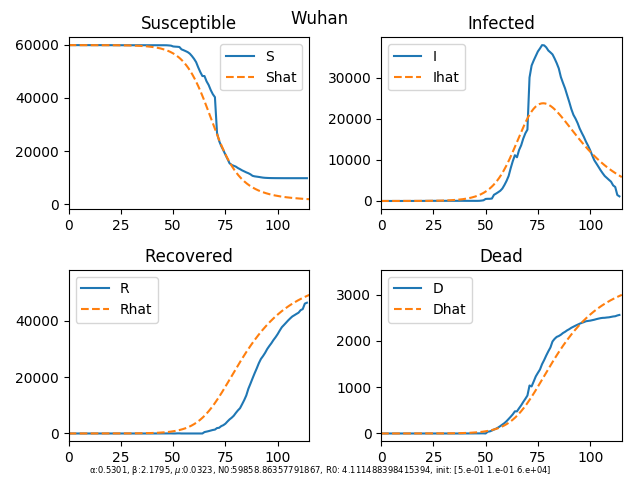 Wuhan
Susceptible
Infected
60000
40000
20000
0
S
Shat
0 25 50 75 100
30000
20000
10000
0
I
Ihat
0 25 50 75 100
Recovered
Dead
40000
20000
0
R
Rhat
0 25 50 75 100
3000
2000
1000
0
D
Dhat
0 25 50 75 100
α:0.5301, β:2.1795, μ:0.0323, N0:59858.86357791867, R0: 4.111488398415394, init: [5.e-01 1.e-01 6.e+04]